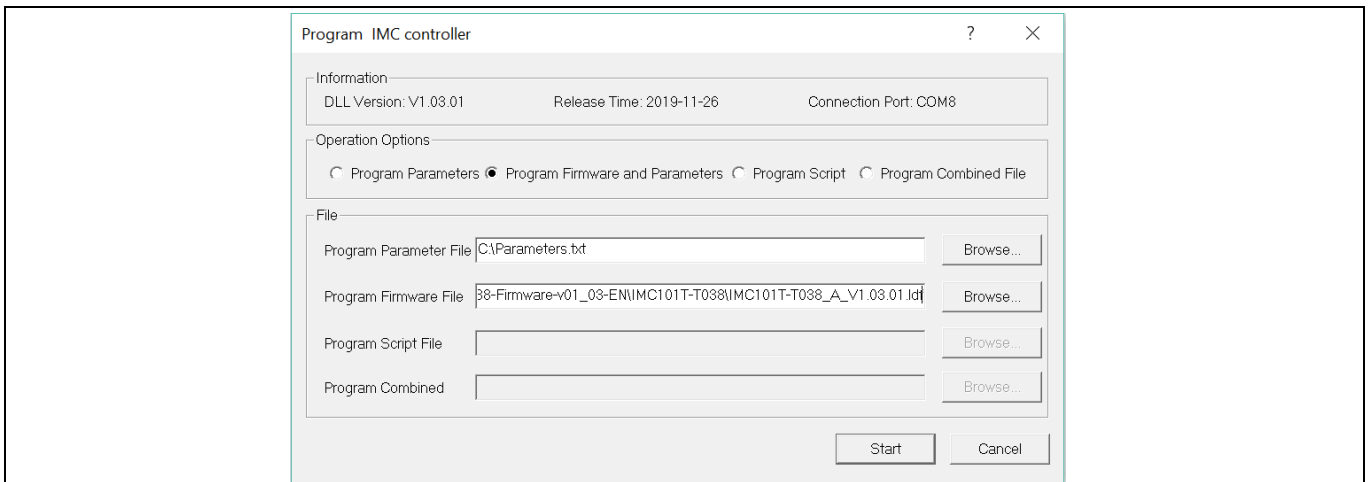 Program IMC controller ?
Information
DLL Version: V1.03.01 Release Time: 2019-11-26 Connection Port: COM8
Operation Options
Program Parameters Program Firmware and Parameters Program Script Program Combined File
File
Program Parameter File C:\Parameters.txt Browse...
Program Firmware File 38-Firmware-v01_03-EN\IMC101T-T038\IMC101T-T038_A_V1.03.01.ldf Browse...
Program Script File Browse...
Program Combined Browse...
Start Cancel